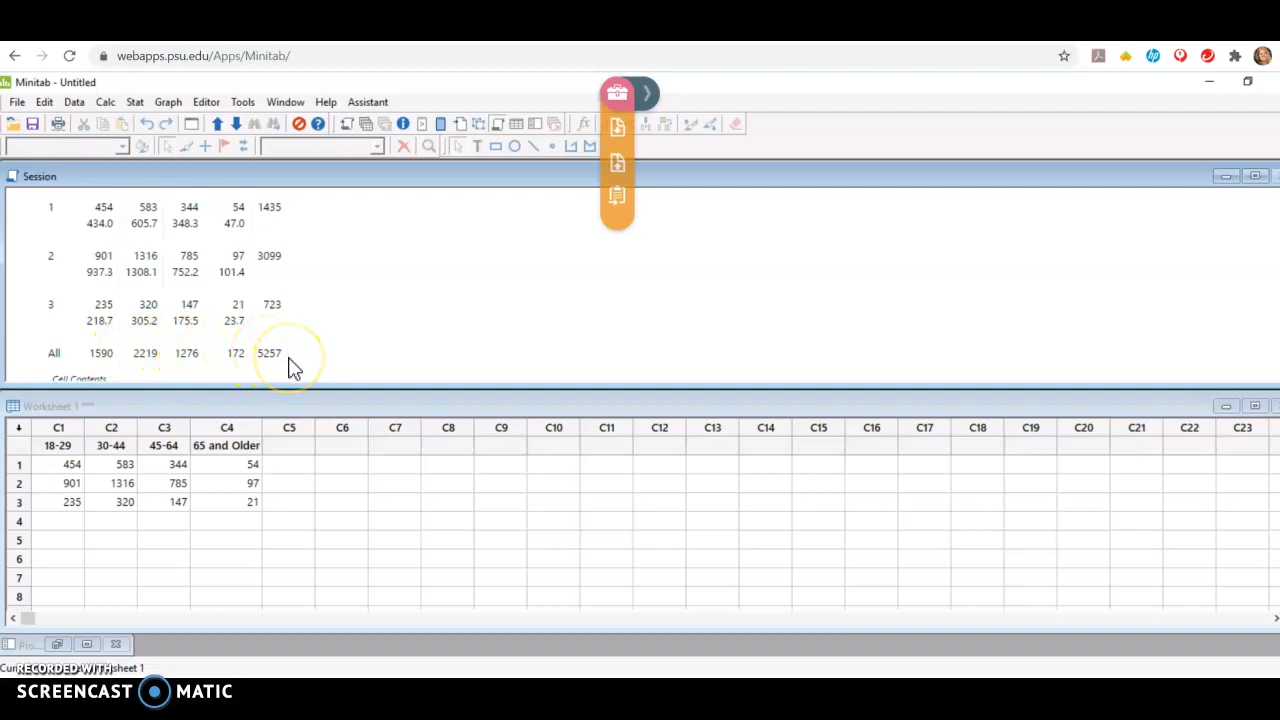 webapps.psu.edu/Apps/Minitab/
Minitab - Untitled
File Edit Data Calc Stat Graph Editor Tools Window Help Assistant
Session
1 454 583 344 54 1435
434.0 605.7 348.3 47.0
2 901 1316 785 97 3099
937.3 1308.1 752.2 101.4
3 235 320 147 21 723
218.7 305.2 175.5 23.7
All 1590 2219 1276 172 5257
Cell Contents
Worksheet 1 ***
C1 C2 C3 C4 C5 C6 C7 C8 C9 C10 C11 C12 C13 C14 C15 C16 C17 C18 C19 C20 C21 C22 C23
18-29 30-44 45-64 65 and Older
1 454 583 344 54
2 901 1316 785 97
3 235 320 147 21
4
5
6
7
8
Pro...
RECORDED WITH
SCREENCAST MATIC